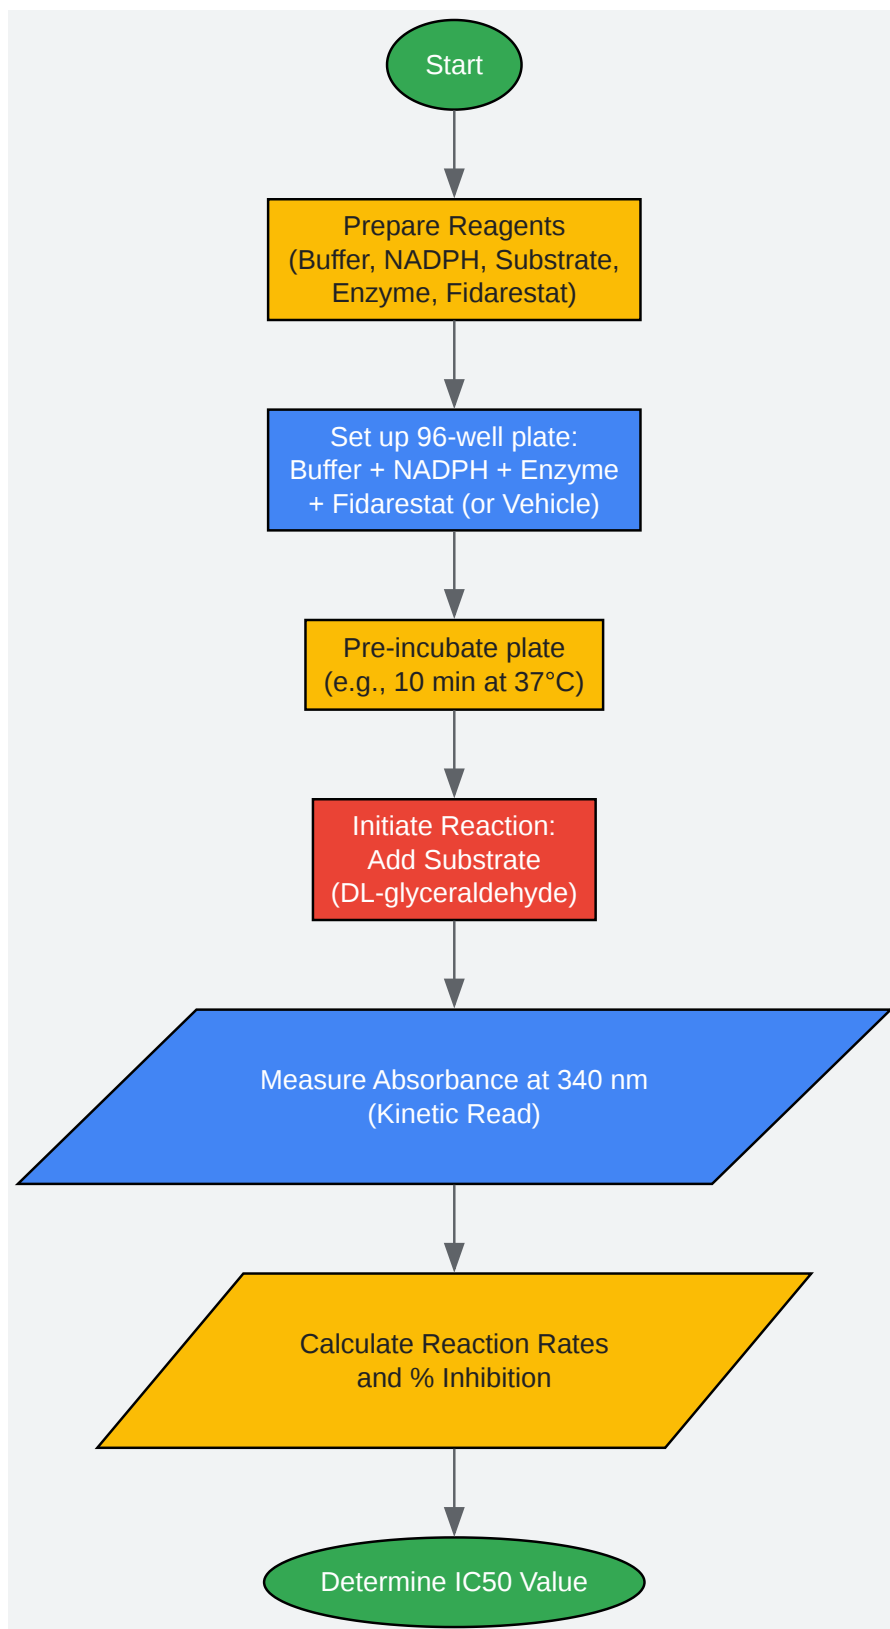 Start
Prepare Reagents
(Buffer, NADPH, Substrate,
Enzyme, Fidarestat)
Set up 96-well plate:
Buffer + NADPH + Enzyme
+ Fidarestat (or Vehicle)
Pre-incubate plate
(e.g., 10 min at 37°C)
Initiate Reaction:
Add Substrate
(DL-glyceraldehyde)
Measure Absorbance at 340 nm
(Kinetic Read)
Calculate Reaction Rates
and % Inhibition
Determine IC50 Value